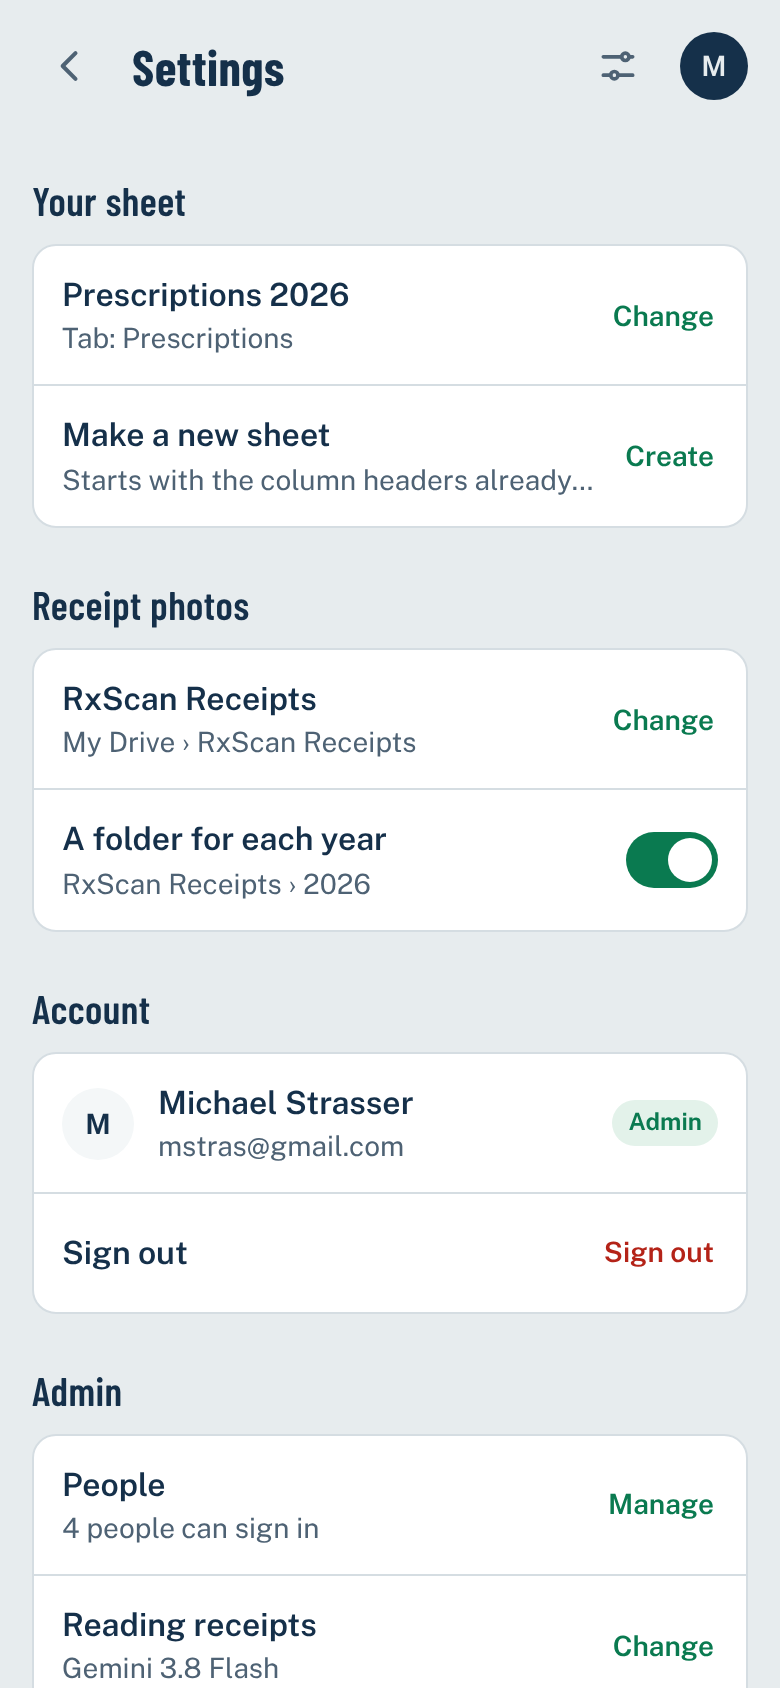 Settings
M
Your sheet
Prescriptions 2026
Change
Tab: Prescriptions
Make a new sheet
Create
Starts with the column headers already...
Receipt photos
RxScan Receipts
Change
My Drive › RxScan Receipts
A folder for each year
RxScan Receipts › 2026
Account
M
Michael Strasser
Admin
mstras@gmail.com
Sign out
Sign out
Admin
People
Manage
4 people can sign in
Reading receipts
Change
Gemini 3.8 Flash